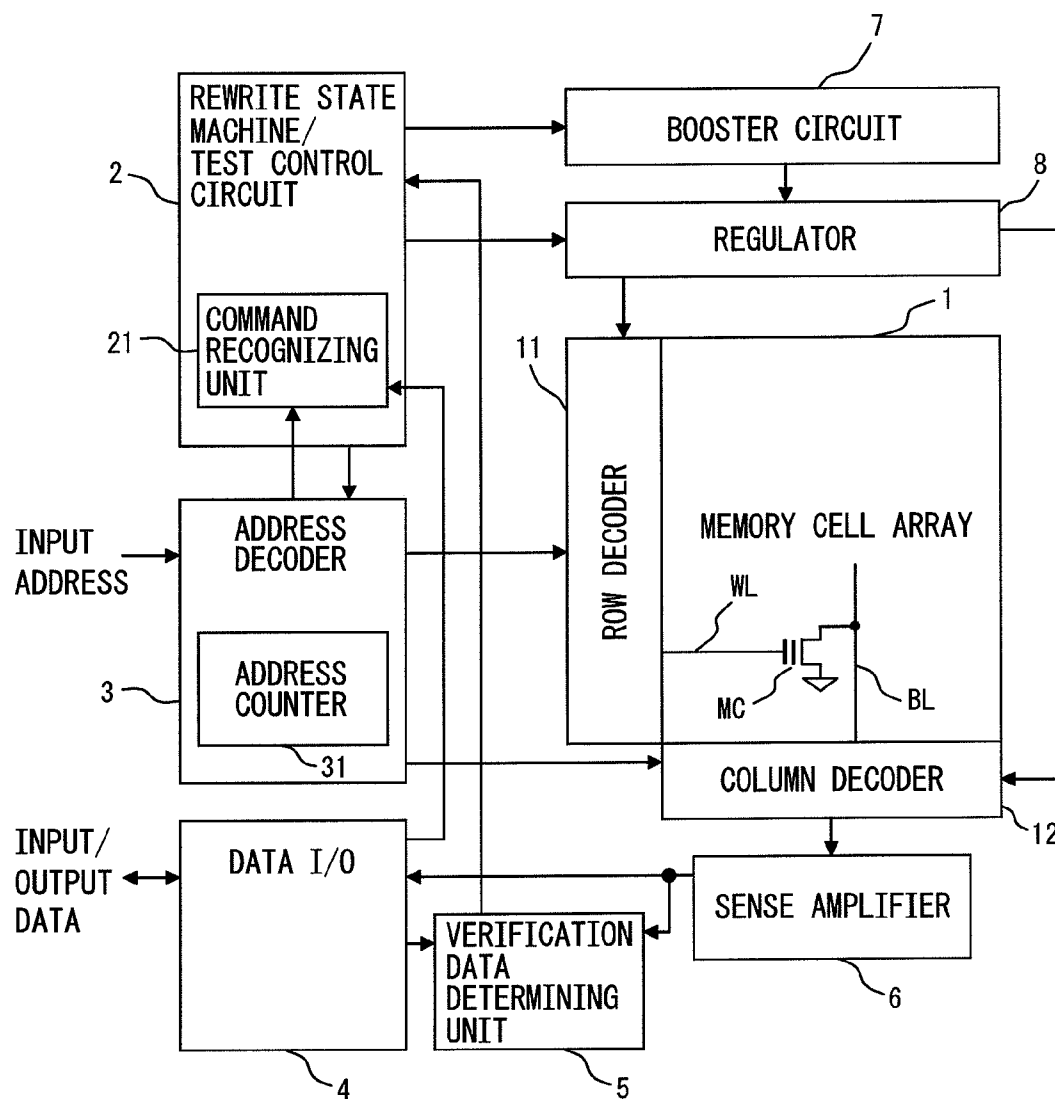 7
REWRITE STATE
MACHINE/
TEST CONTROL
CIRCUIT
BOOSTER CIRCUIT
2
8
REGULATOR
1
COMMAND
RECOGNIZING
UNIT
21
11
ROW DECODER
MEMORY CELL ARRAY
INPUT
ADDRESS
ADDRESS
DECODER
WL
ADDRESS
COUNTER
3
MC
BL
31
COLUMN DECODER
12
INPUT/
OUTPUT
DATA
DATA I/O
SENSE AMPLIFIER
VERIFICATION
DATA
DETERMINING
UNIT
6
4
5